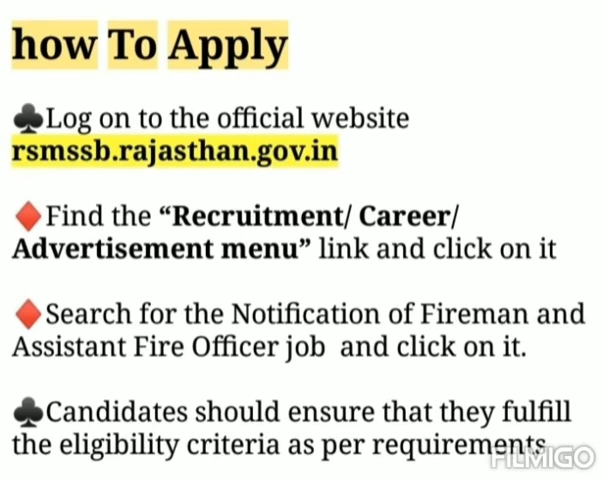 how To Apply
♣Log on to the official website
rsmssb.rajasthan.gov.in
♦Find the “Recruitment/ Career/
Advertisement menu” link and click on it
♦Search for the Notification of Fireman and
Assistant Fire Officer job and click on it.
♣Candidates should ensure that they fulfill
the eligibility criteria as per requirements
FILMIGO